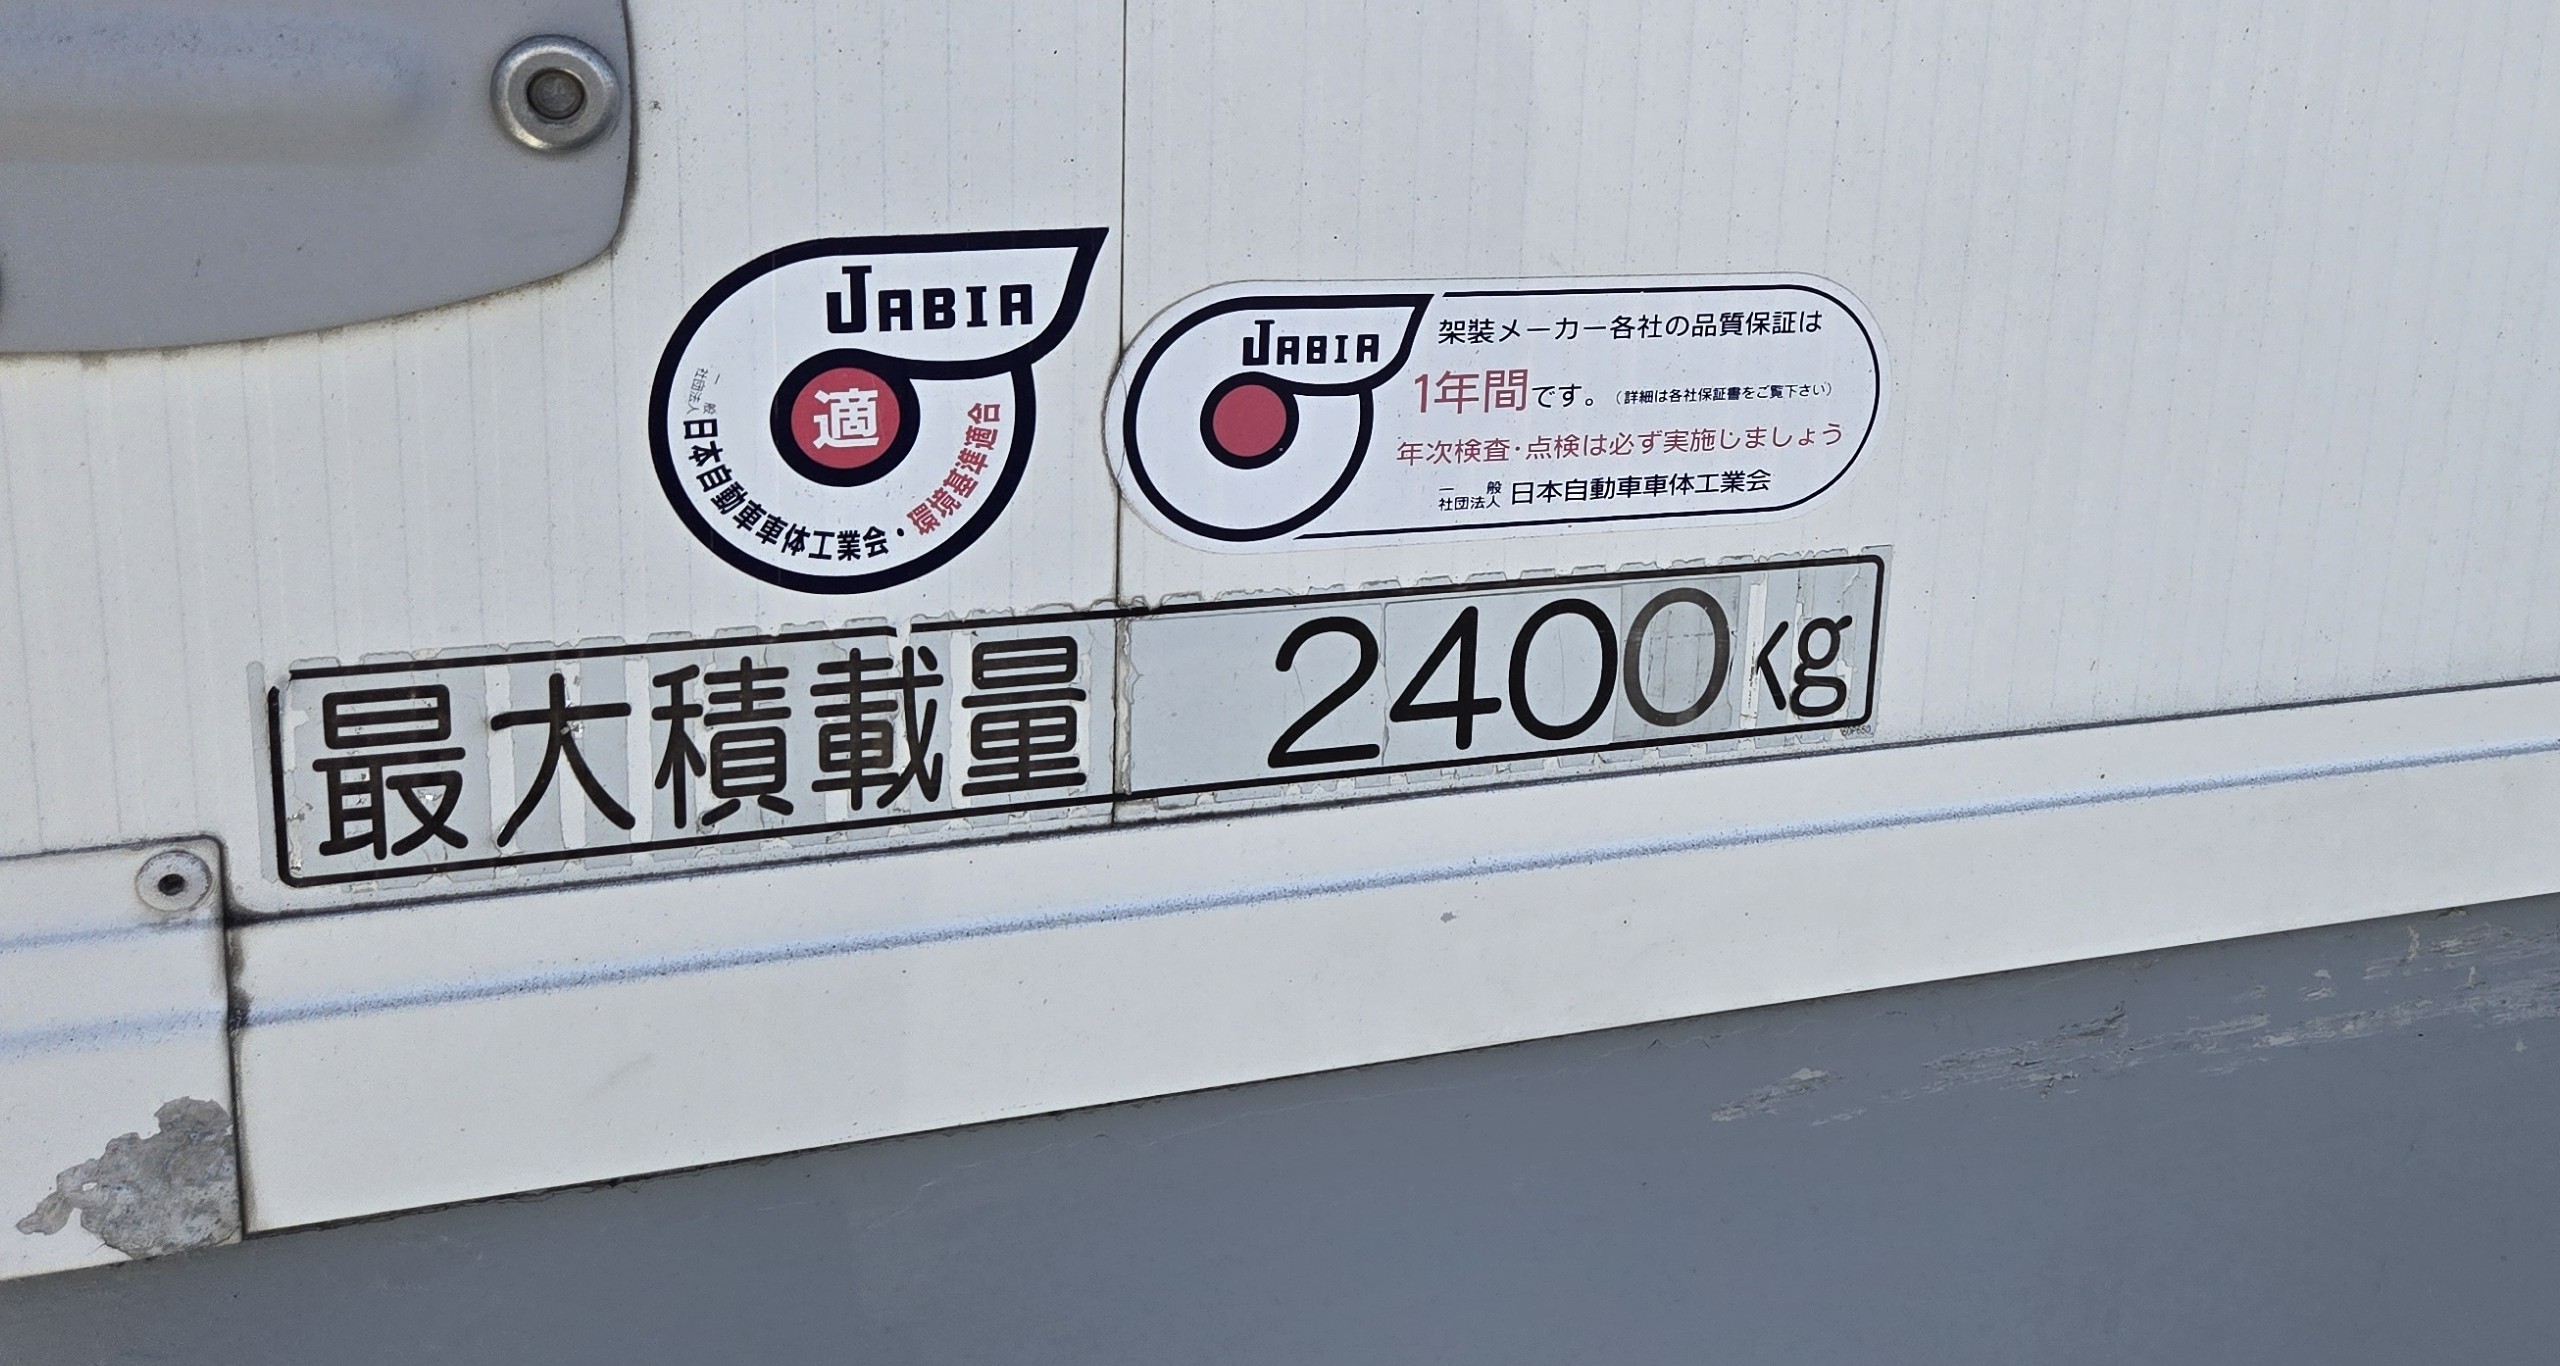 JABIA
適
一般社団法人日本自動車車体工業会・環境基準適合
JABIA
架装メーカー各社の品質保証は
1年間です。(詳細は各社保証書をご覧下さい)
年次検査・点検は必ず実施しましょう
一般社団法人 日本自動車車体工業会
最大積載量 2400kg